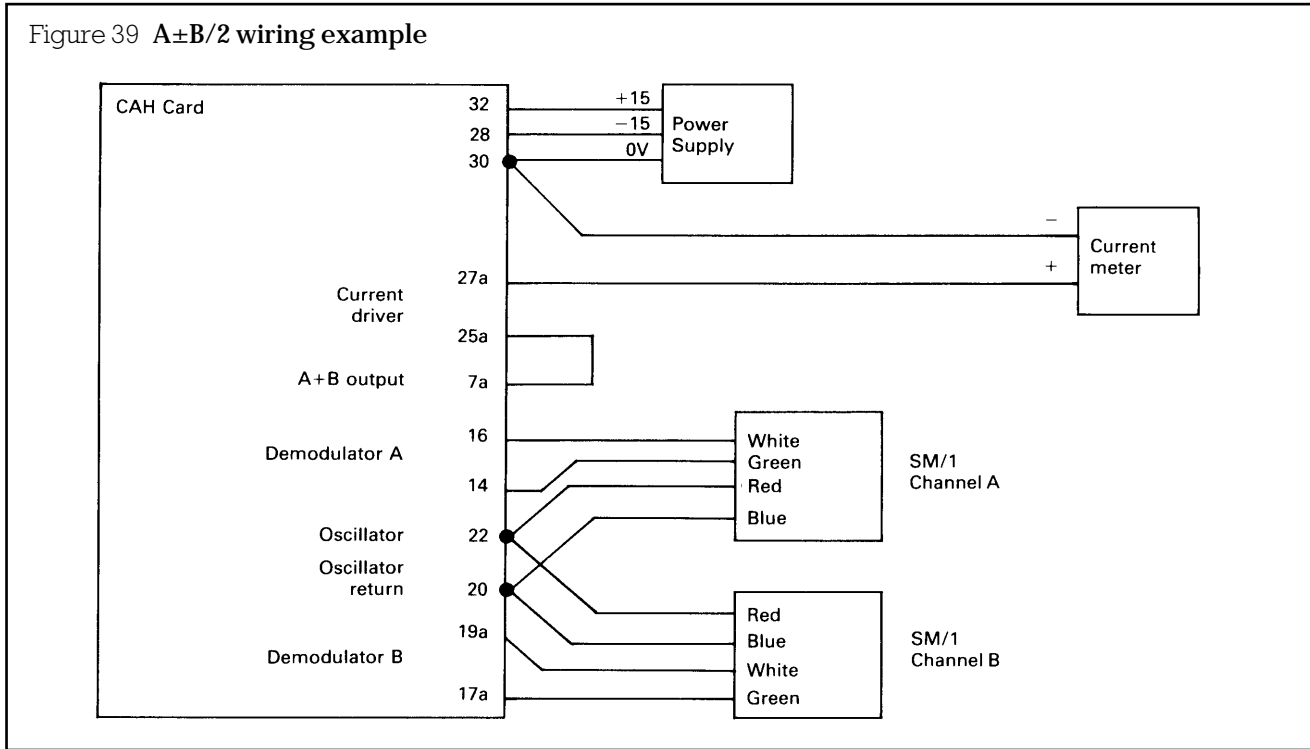 Figure 39 A±B/2 wiring example
CAH Card
32
+15
28
−15
30
0V
Power
Supply
−
+
Current
meter
27a
Current
driver
25a
A+B output
7a
16
Demodulator A
14
White
Green
Red
Blue
SM/1
Channel A
Oscillator
22
Oscillator
return
20
19a
Demodulator B
17a
Red
Blue
White
Green
SM/1
Channel B